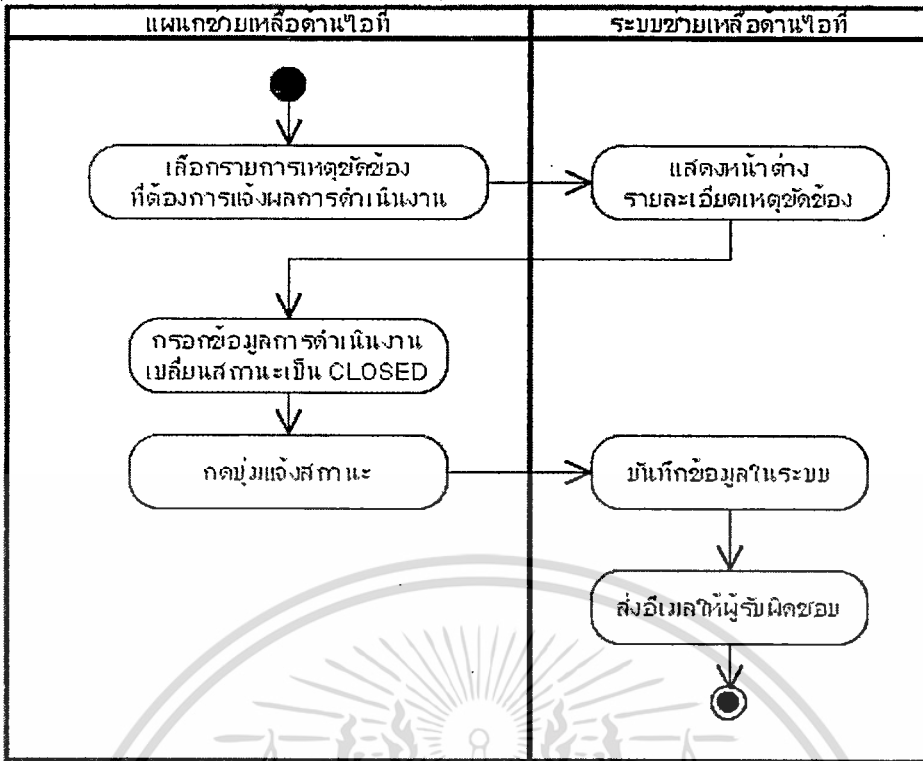 แผนกช่วยเหลือด้านไอที
ระบบช่วยเหลือด้านไอที
เลือกรายการเหตุขัดข้อง
ที่ต้องการแจ้งผลการดำเนินงาน
แสดงหน้าต่าง
รายละเอียดเหตุขัดข้อง
กรอกข้อมูลการดำเนินงาน
เปลี่ยนสถานะเป็น CLOSED
กดปุ่มแจ้งสถานะ
บันทึกข้อมูลในระบบ
ส่งอีเมลให้ผู้รับผิดชอบ